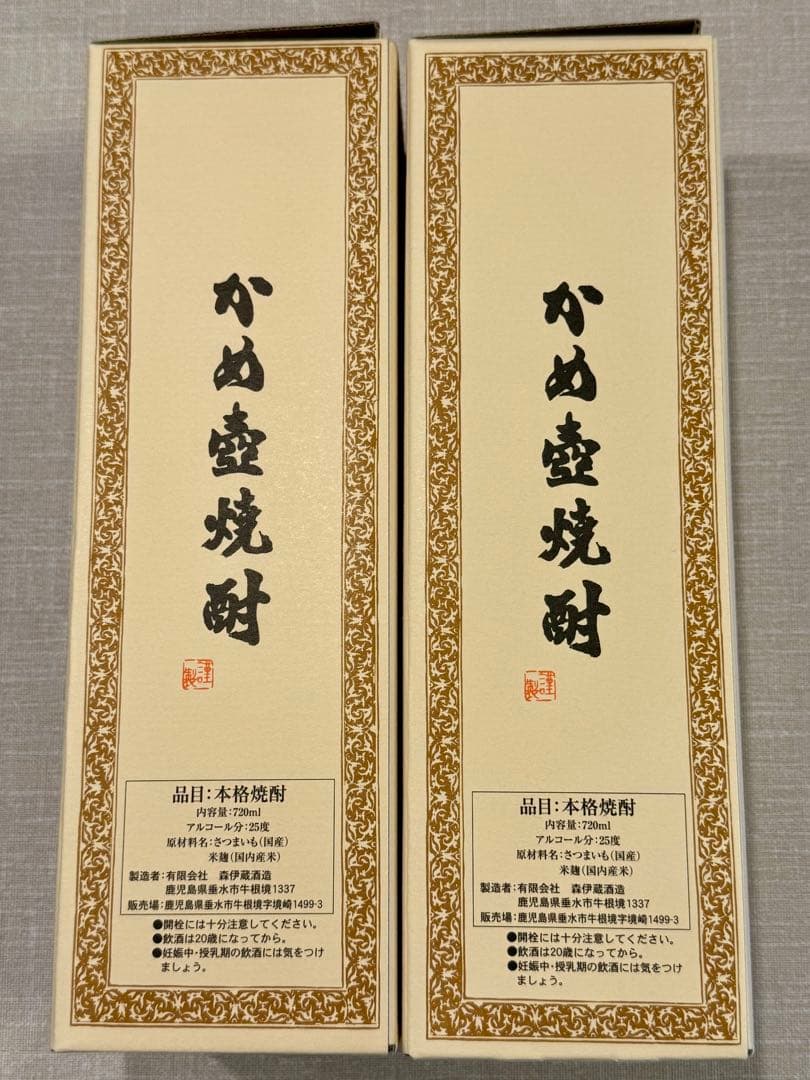 かめ壺焼酎
謹製
品目：本格焼酎
内容量：720ml
アルコール分：25度
原材料名：さつまいも（国産）
米麹（国内産米）
製造者：有限会社 森伊蔵酒造
鹿児島県垂水市牛根境1337
販売場：鹿児島県垂水市牛根境字境崎1499-3
●開栓には十分注意してください。
●飲酒は20歳になってから。
●妊娠中・授乳期の飲酒には気をつけ
ましょう。
かめ壺焼酎
謹製
品目：本格焼酎
内容量：720ml
アルコール分：25度
原材料名：さつまいも（国産）
米麹（国内産米）
製造者：有限会社 森伊蔵酒造
鹿児島県垂水市牛根境1337
販売場：鹿児島県垂水市牛根境字境崎1499-3
●開栓には十分注意してください。
●飲酒は20歳になってから。
●妊娠中・授乳期の飲酒には気をつけ
ましょう。